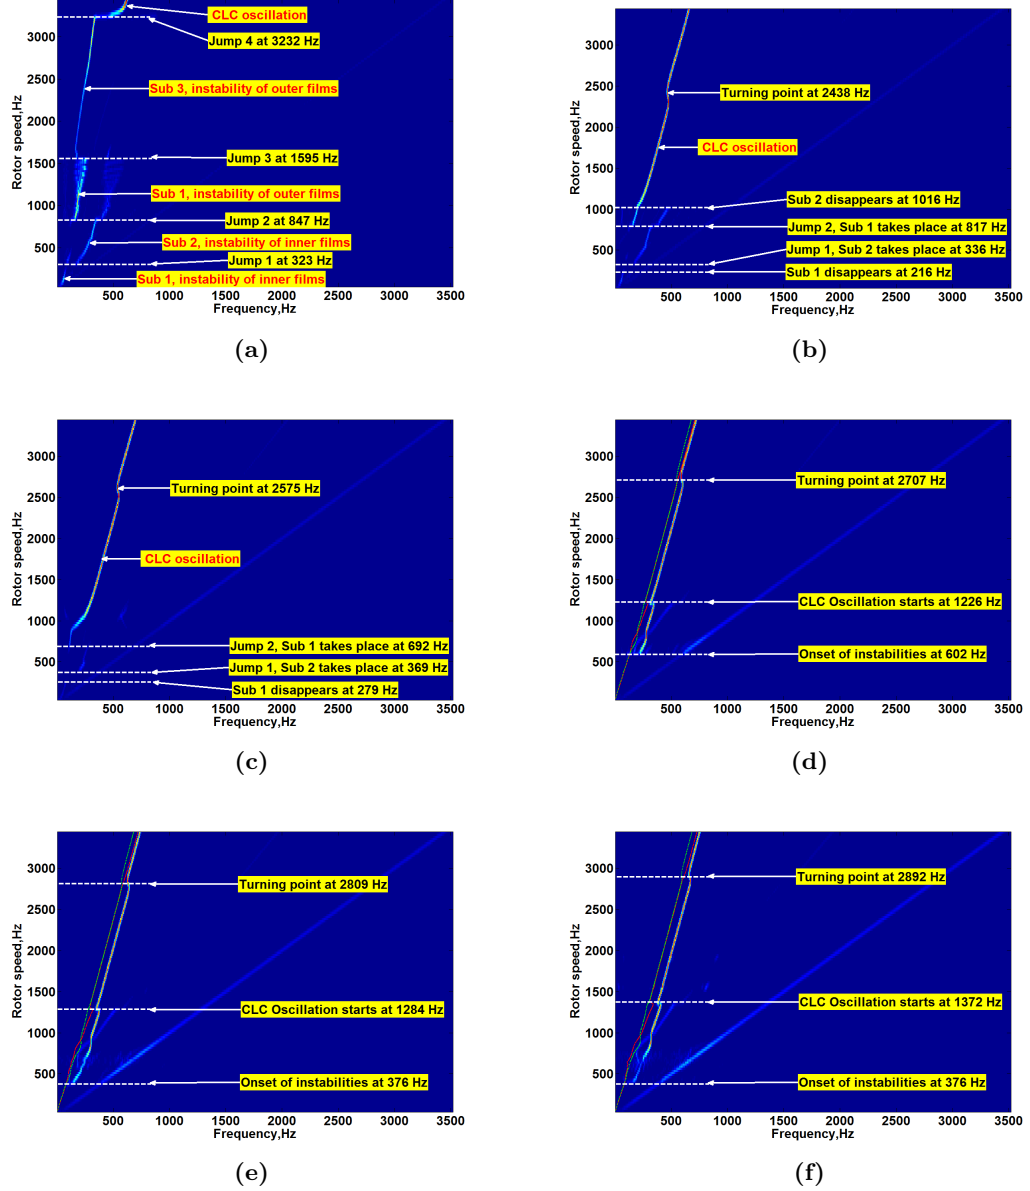 CLC oscillation
Jump 4 at 3232 Hz
Sub 3, instability of outer films
Jump 3 at 1595 Hz
Sub 1, instability of outer films
Jump 2 at 847 Hz
Sub 2, instability of inner films
Jump 1 at 323 Hz
Sub 1, instability of inner films
Rotor speed,Hz
3000
2500
2000
1500
1000
500
500 1000 1500 2000 2500 3000 3500
Frequency,Hz
(a)
Turning point at 2438 Hz
CLC oscillation
Sub 2 disappears at 1016 Hz
Jump 2, Sub 1 takes place at 817 Hz
Jump 1, Sub 2 takes place at 336 Hz
Sub 1 disappears at 216 Hz
Rotor speed,Hz
3000
2500
2000
1500
1000
500
500 1000 1500 2000 2500 3000 3500
Frequency,Hz
(b)
Turning point at 2575 Hz
CLC oscillation
Jump 2, Sub 1 takes place at 692 Hz
Jump 1, Sub 2 takes place at 369 Hz
Sub 1 disappears at 279 Hz
Rotor speed,Hz
3000
2500
2000
1500
1000
500
500 1000 1500 2000 2500 3000 3500
Frequency,Hz
(c)
Turning point at 2707 Hz
CLC Oscillation starts at 1226 Hz
Onset of instabilities at 602 Hz
Rotor speed,Hz
3000
2500
2000
1500
1000
500
500 1000 1500 2000 2500 3000 3500
Frequency,Hz
(d)
Turning point at 2809 Hz
CLC Oscillation starts at 1284 Hz
Onset of instabilities at 376 Hz
Rotor speed,Hz
3000
2500
2000
1500
1000
500
500 1000 1500 2000 2500 3000 3500
Frequency,Hz
(e)
Turning point at 2892 Hz
CLC Oscillation starts at 1372 Hz
Onset of instabilities at 376 Hz
Rotor speed,Hz
3000
2500
2000
1500
1000
500
500 1000 1500 2000 2500 3000 3500
Frequency,Hz
(f)